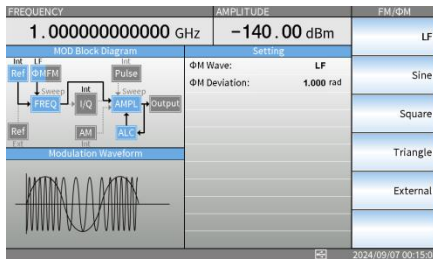 FREQUENCY
AMPLITUDE
FM/ΦM
1.000000000000 GHz
−140.00 dBm
LF
MOD Block Diagram
Setting
Int
LF
Int
Ref
ΦM
FM
Pulse
Sweep
Int
Sweep
FREQ
I/Q
AMPL
Output
Ref
AM
ALC
Ext
Int
ΦM Wave:
LF
ΦM Deviation:
1.000 rad
Sine
Square
Modulation Waveform
Triangle
External
2024/09/07 00:15:0